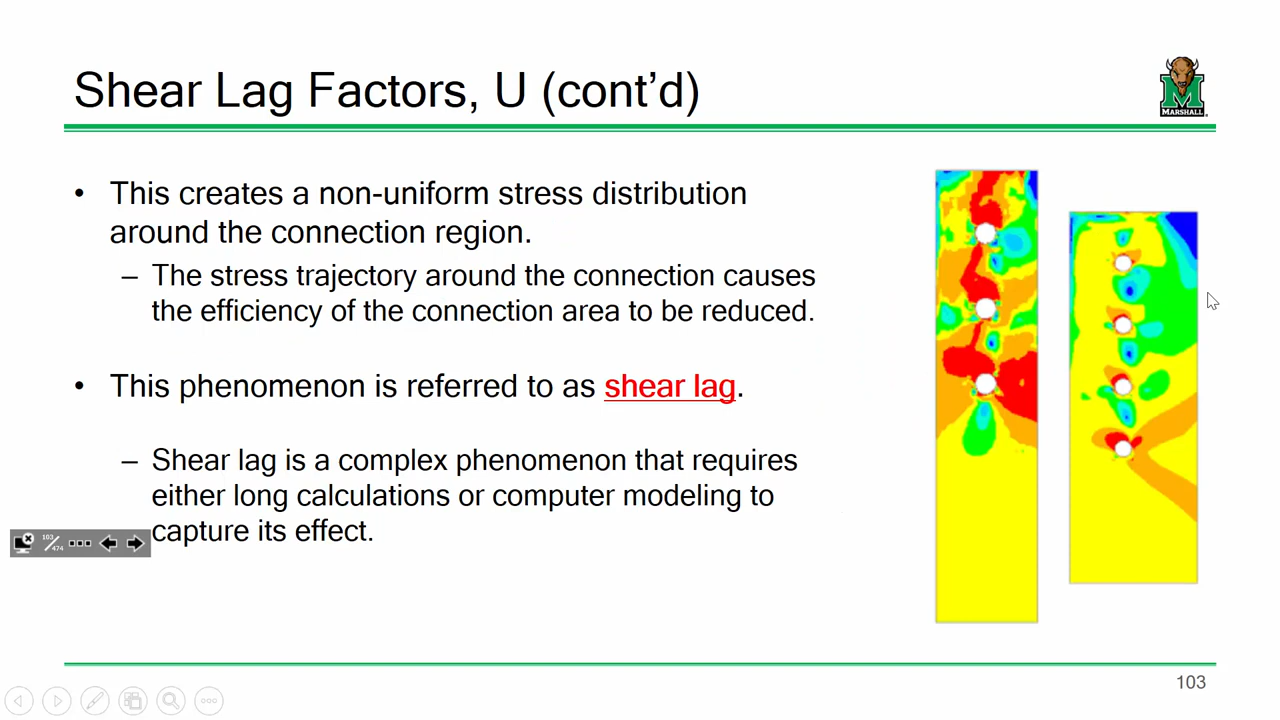 Shear Lag Factors, U (cont’d)
MARSHALL
• This creates a non-uniform stress distribution
around the connection region.
– The stress trajectory around the connection causes
the efficiency of the connection area to be reduced.
• This phenomenon is referred to as shear lag.
– Shear lag is a complex phenomenon that requires
either long calculations or computer modeling to
capture its effect.
103/474
103